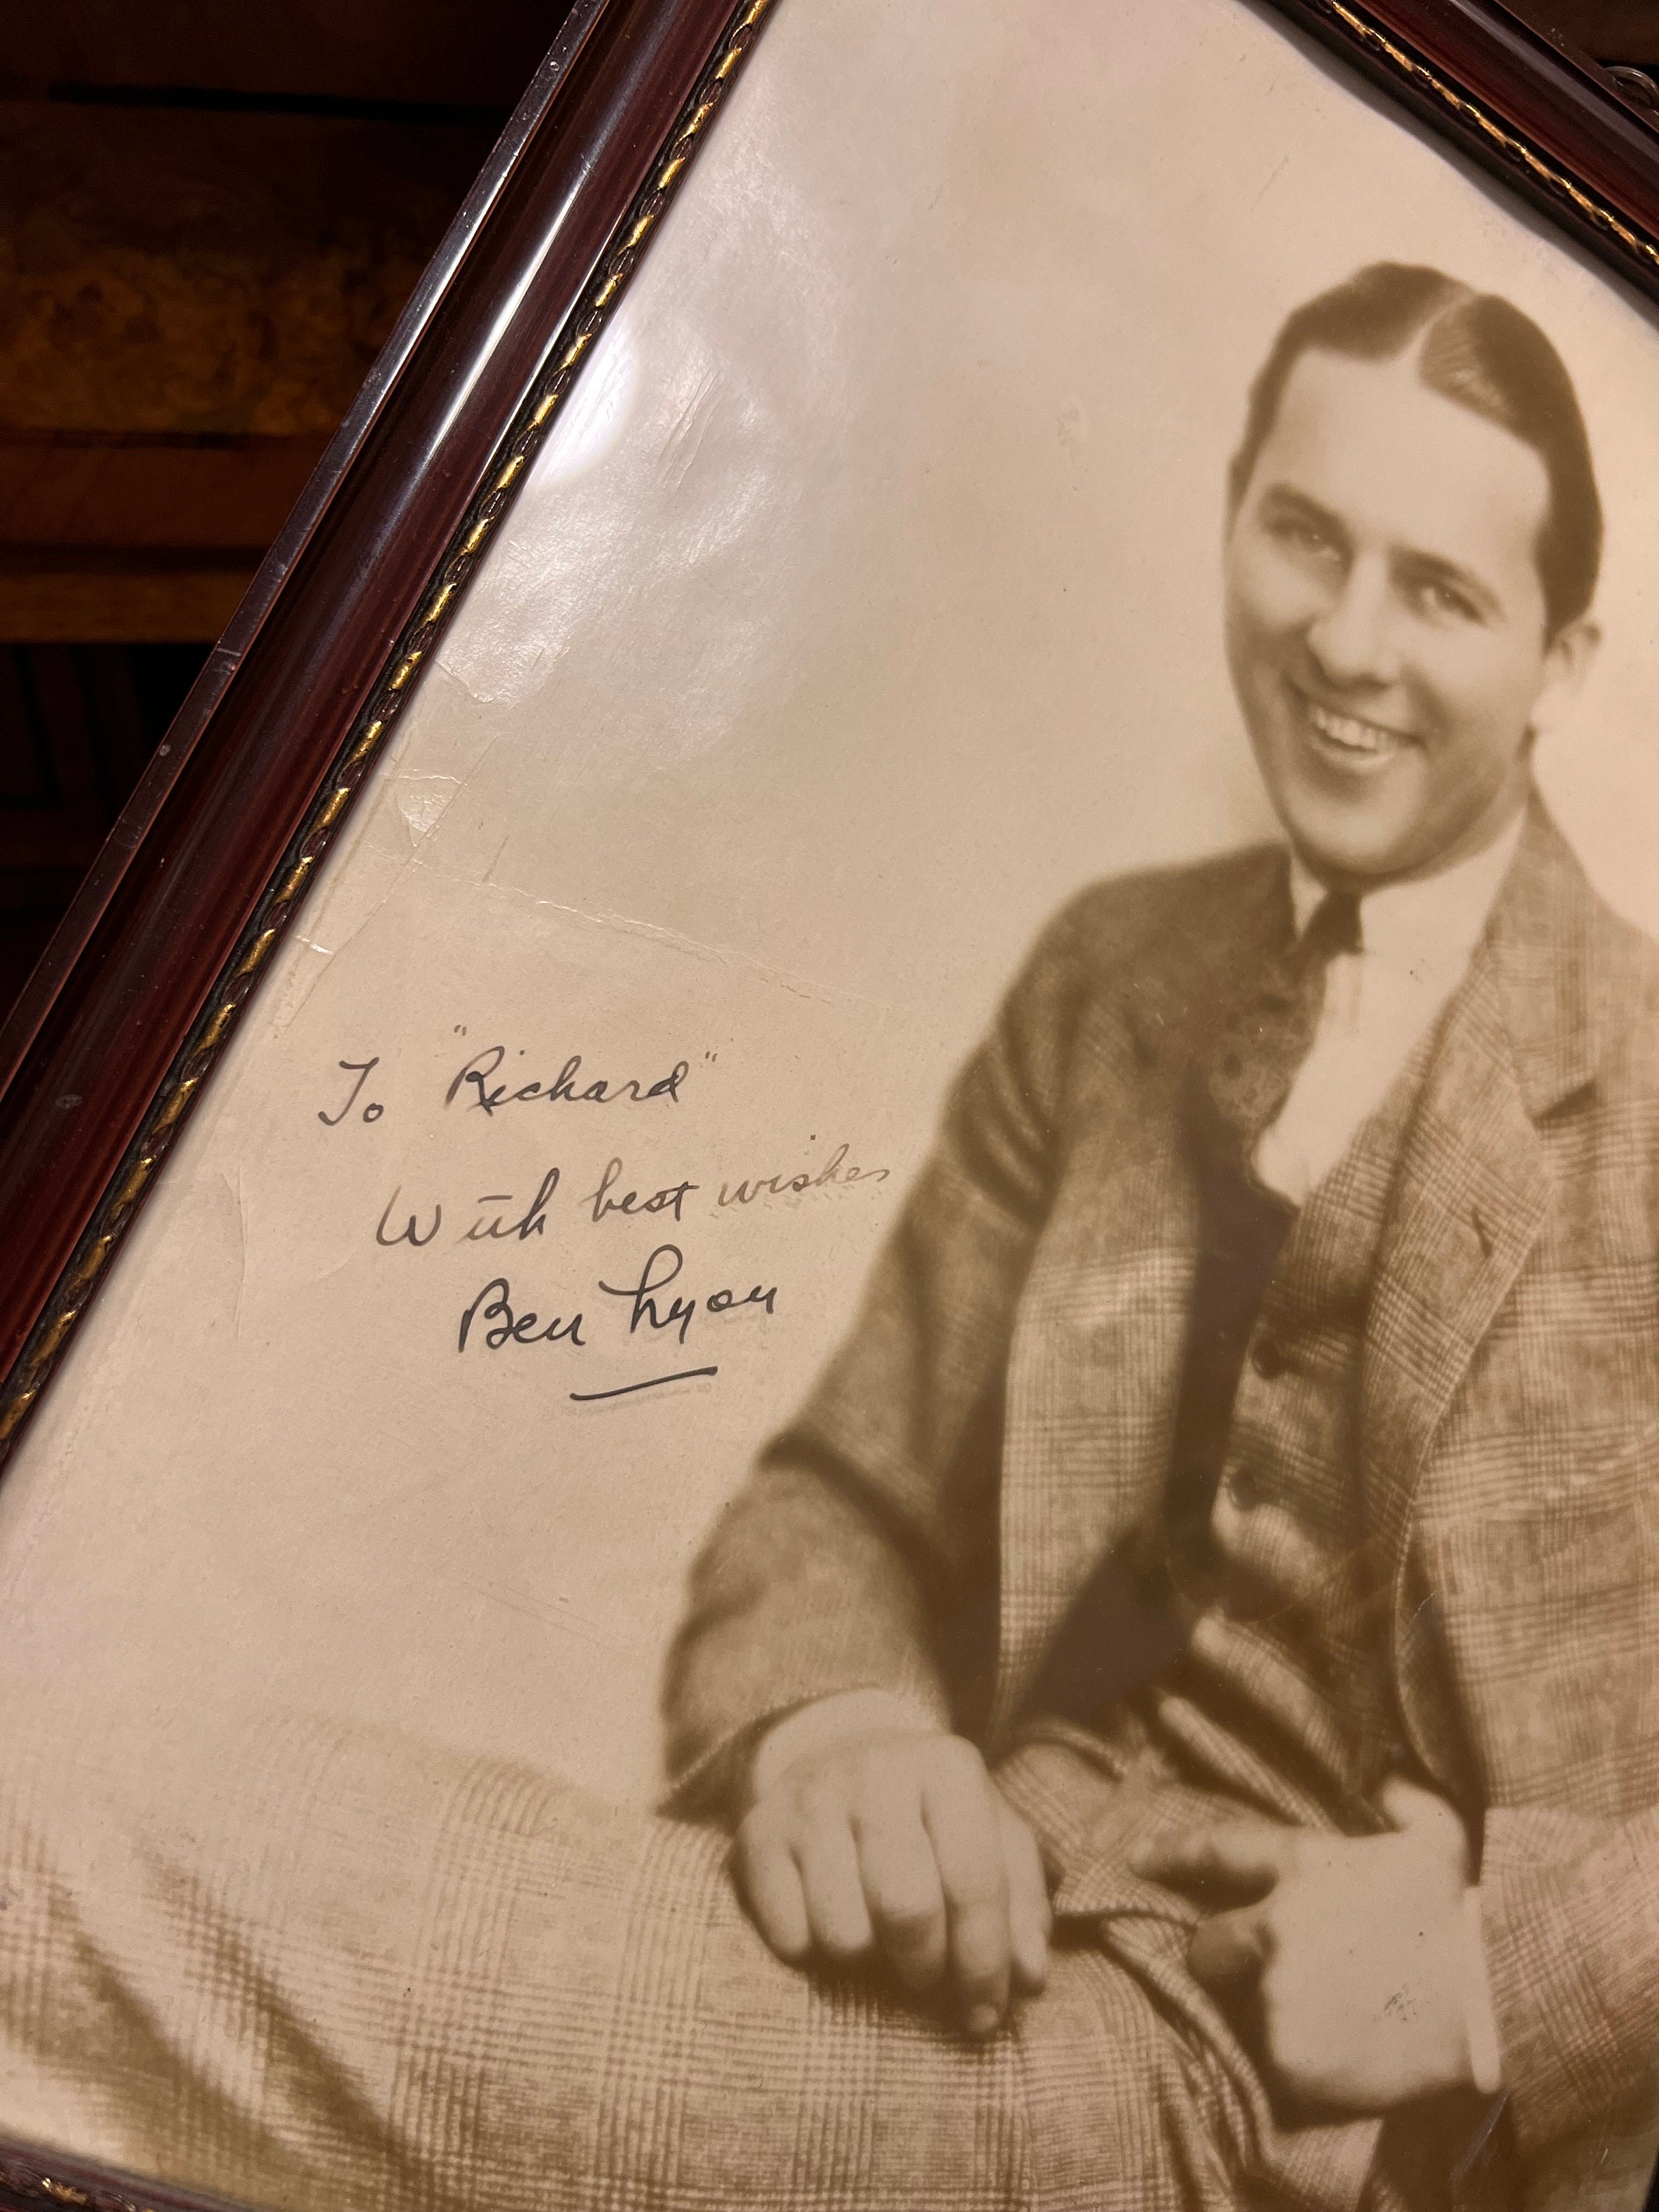 To "Richard"
With best wishes
Ben Lyon